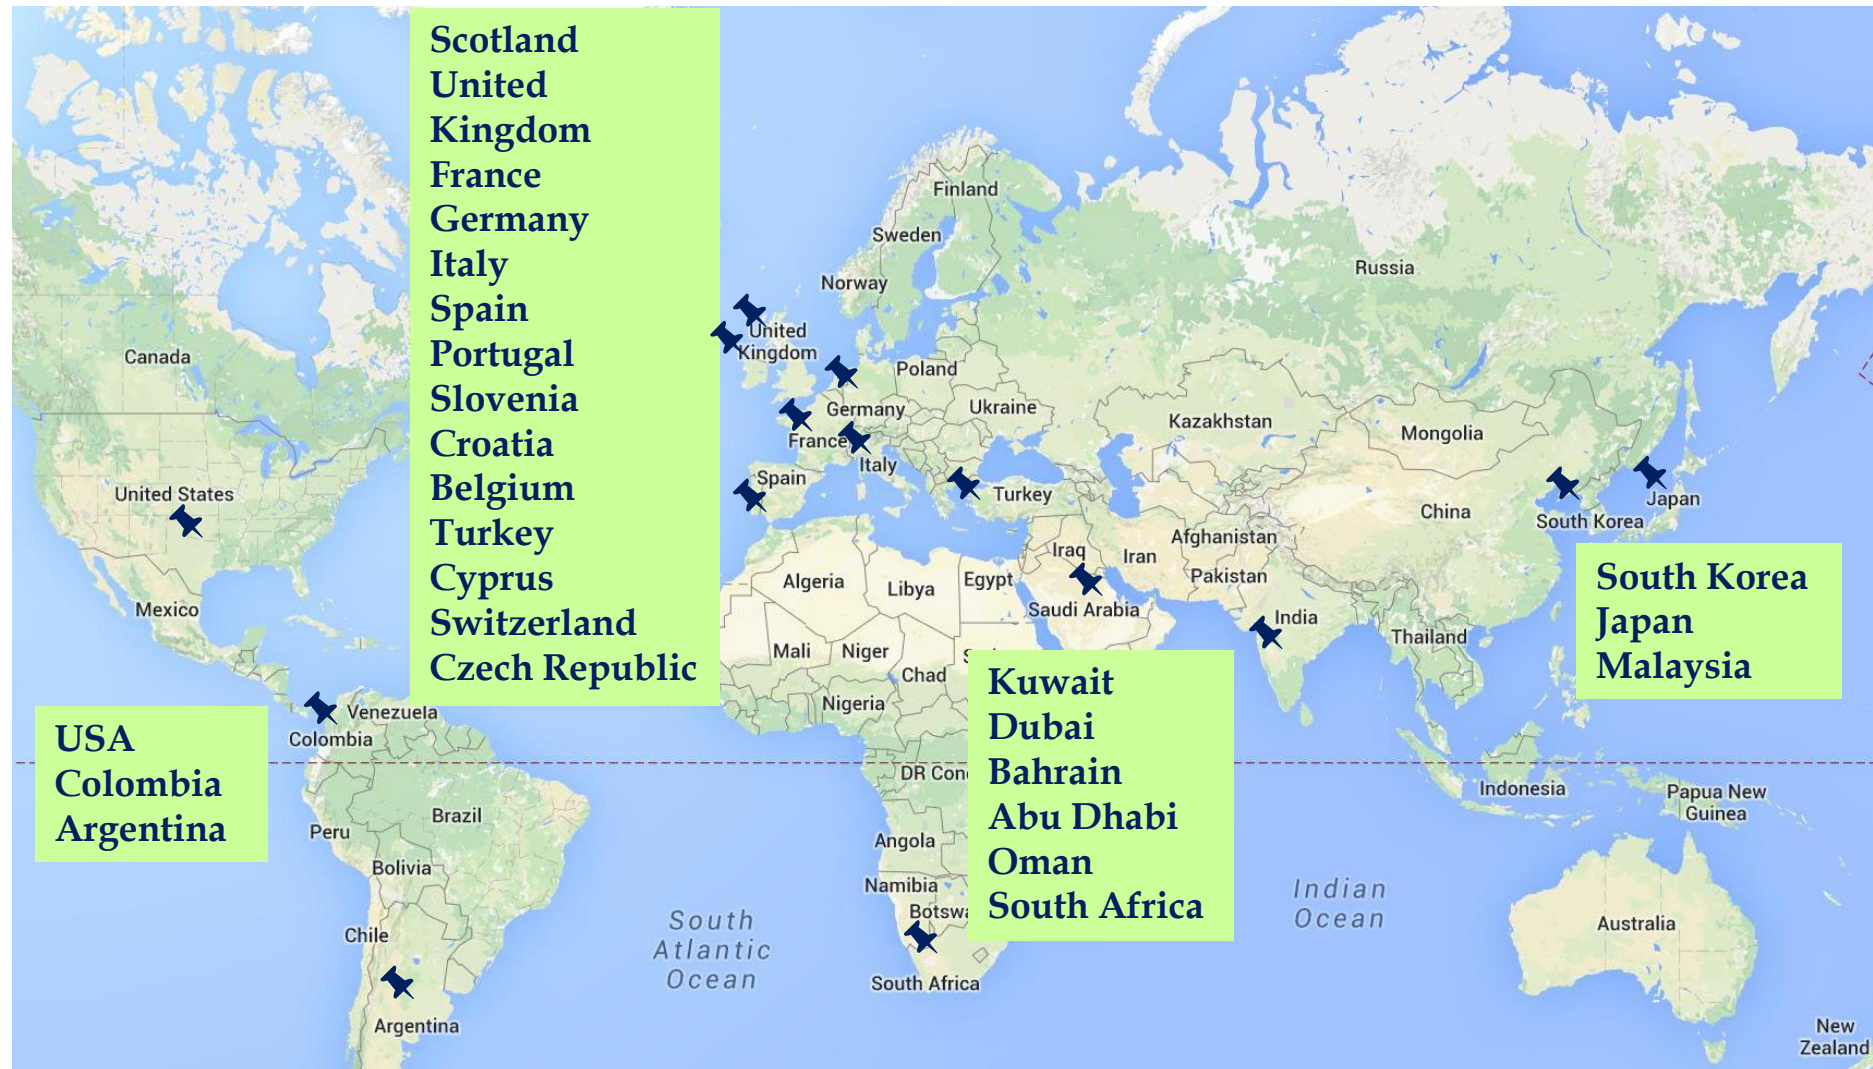 Scotland
United
Kingdom
France
Germany
Italy
Spain
Portugal
Slovenia
Croatia
Belgium
Turkey
Cyprus
Switzerland
Czech Republic
USA
Colombia
Argentina
Kuwait
Dubai
Bahrain
Abu Dhabi
Oman
South Africa
South Korea
Japan
Malaysia
Finland
Sweden
Norway
Russia
United
Kingdom
Canada
Poland
Germany
Ukraine
Kazakhstan
Mongolia
France
Italy
Spain
Turkey
United States
China
Japan
South Korea
Afghanistan
Iraq
Iran
Pakistan
Algeria
Libya
Egypt
Saudi Arabia
Mexico
India
Thailand
Mali
Niger
Chad
Nigeria
Venezuela
Colombia
DR Con
Indonesia
Papua New
Guinea
Brazil
Peru
Angola
Bolivia
Namibia
Botsw
Indian
Ocean
South
Atlantic
Ocean
Australia
Chile
South Africa
Argentina
New
Zealand